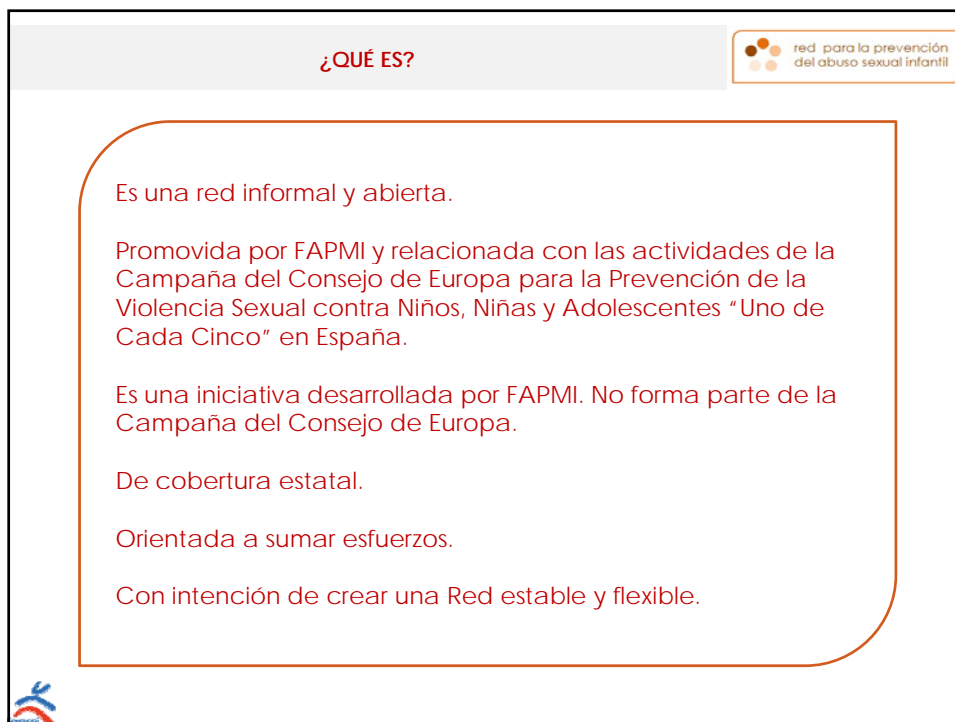 ¿QUÉ ES?
red para la prevención
del abuso sexual infantil
Es una red informal y abierta.
Promovida por FAPMI y relacionada con las actividades de la
Campaña del Consejo de Europa para la Prevención de la
Violencia Sexual contra Niños, Niñas y Adolescentes “Uno de
Cada Cinco” en España.
Es una iniciativa desarrollada por FAPMI. No forma parte de la
Campaña del Consejo de Europa.
De cobertura estatal.
Orientada a sumar esfuerzos.
Con intención de crear una Red estable y flexible.